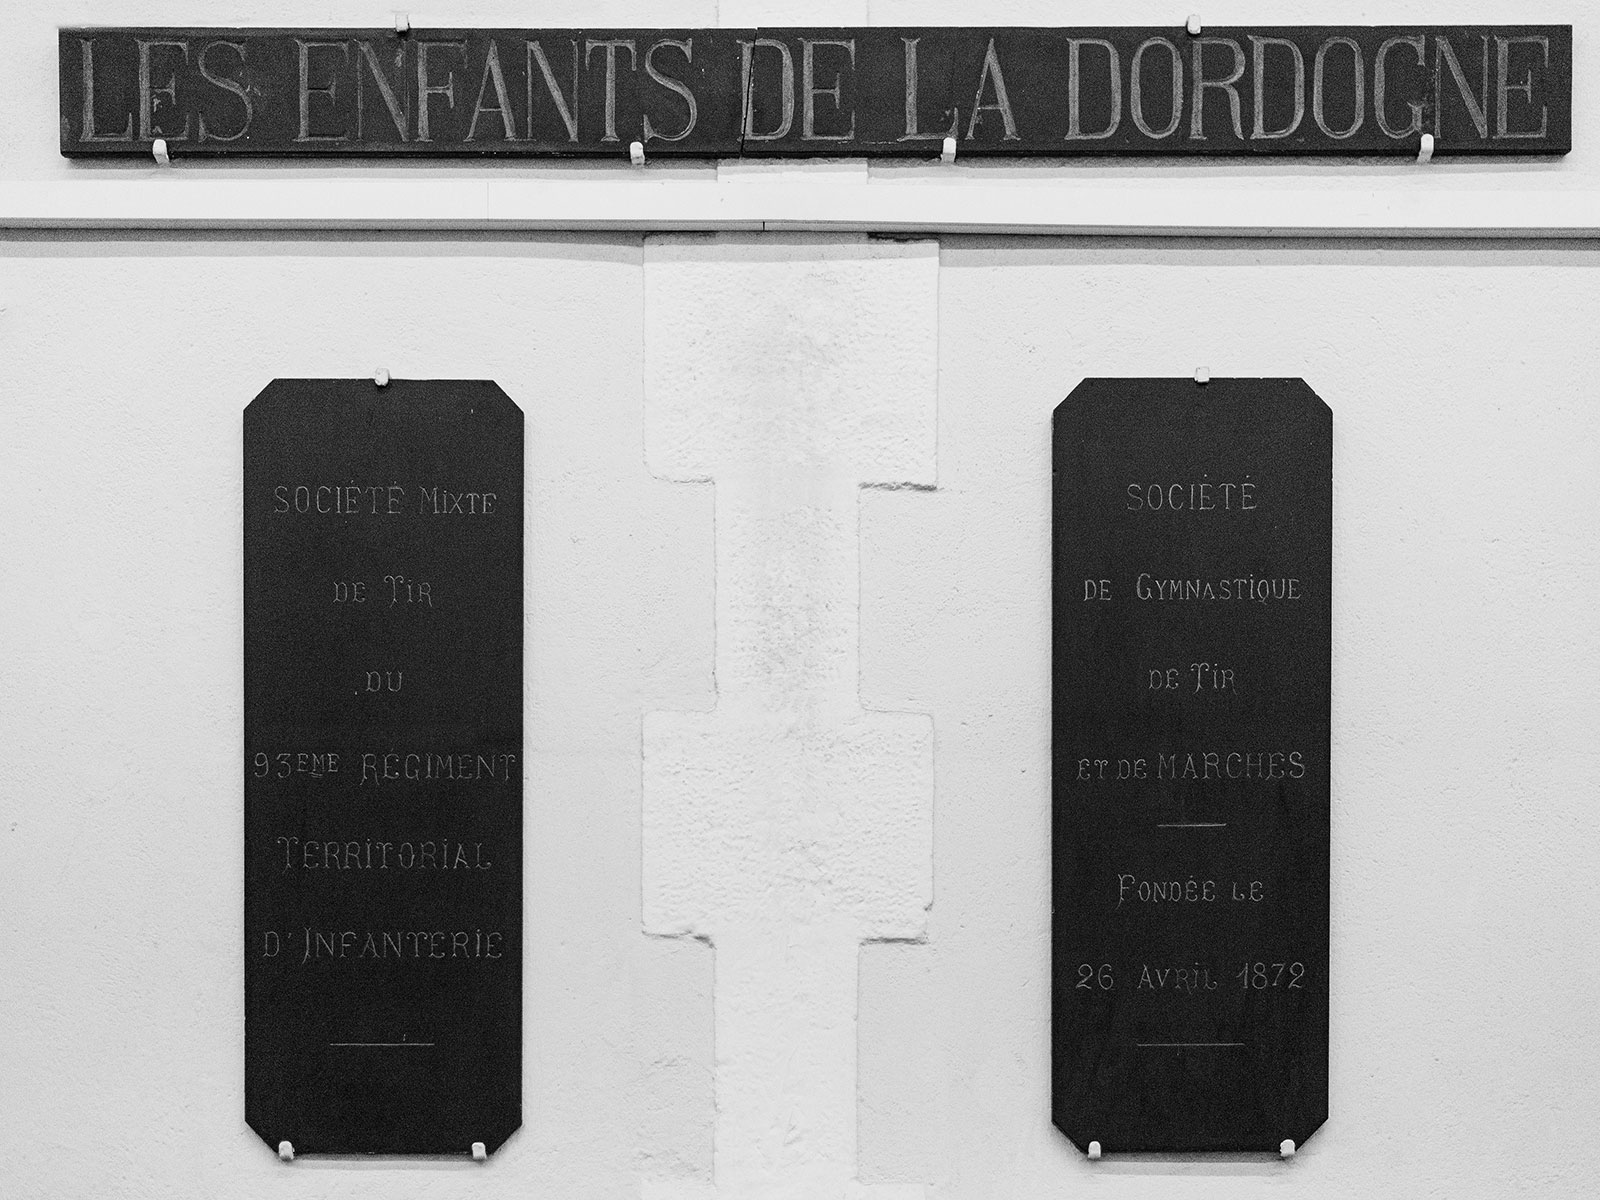 LES ENFANTS DE LA DORDOGNE
SOCIÉTÉ MIXTE
DE TIR
DU
93EME RÉGIMENT
TERRITORIAL
D'INFANTERIE
SOCIÉTÉ
DE GYMNASTIQUE
DE TIR
ET DE MARCHES
FONDÉE LE
26 AVRIL 1872